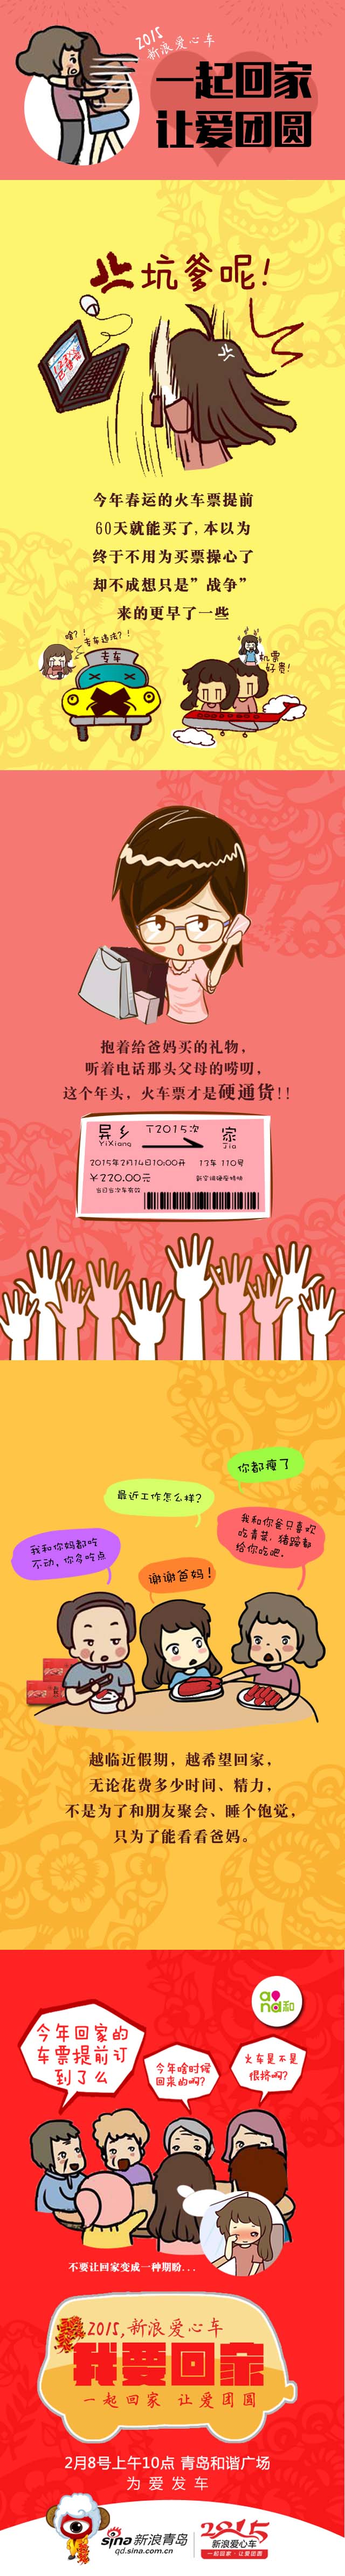 2015
新浪爱心车
一起回家
让爱团圆
坑爹呢！
今年春运的火车票提前
60天就能买了，本以为
终于不用为买票操心了
却不成想只是”战争”
来的更早了一些
啥？！
专车违法？！
专车
机票
好贵！
抱着给爸妈买的礼物，
听着电话那头父母的唠叨，
这个年头，火车票才是硬通货！！
异乡 T2015次 家
YiXiang Jia
2015年2月14日10:00开 13车 110号
￥220.00元 新空调硬座特快
当日当次车有效
你都瘦了
最近工作怎么样？
我和你爸只喜欢
吃青菜，猪蹄都
给你吃吧.
我和你妈都吃
不动，你多吃点
谢谢爸妈！
越临近假期，越希望回家，
无论花费多少时间、精力，
不是为了和朋友聚会、睡个饱觉，
只为了能看看爸妈。
and和
今年回家的
车票提前订
到了么
今年啥时候
回来的啊？
火车是不是
很挤啊？
不要让回家变成一种期盼...
2015，新浪爱心车
我要回家
一起回家 让爱团圆
2月8号上午10点 青岛和谐广场
为爱发车
sina新浪青岛
qd.sina.com.cn
2015
新浪爱心车
一起回家·让爱团圆